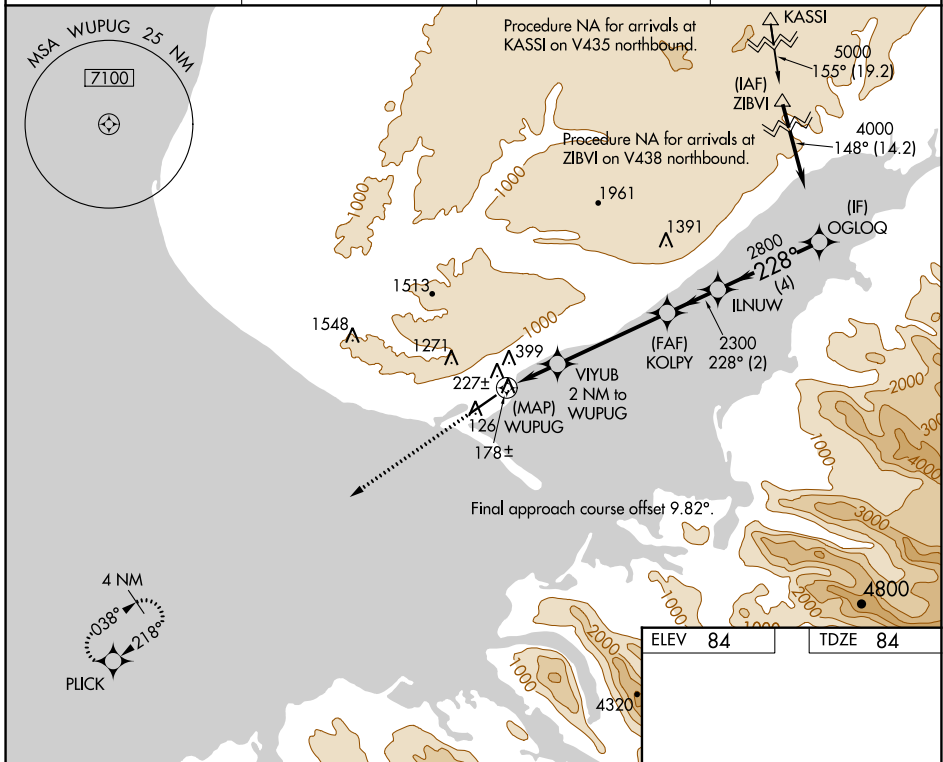 MSA WUPUG 25 NM
7100
Procedure NA for arrivals at
KASSI on V435 northbound.
KASSI
5000
155° (19.2)
(IAF)
ZIBVI
4000
148° (14.2)
Procedure NA for arrivals at
ZIBVI on V438 northbound.
1000
1000
1961
1391
(IF)
OGLOQ
2800
228°
(4)
ILNUW
1513
1548
1271
1000
399
227±
(FAF)
KOLPY
2300
228° (2)
VIYUB
2 NM to
WUPUG
(MAP)
WUPUG
126
178±
2000
1000
4000
3000
Final approach course offset 9.82°.
4 NM
038°
218°
PLICK
4800
2000
1000
2000
1000
4320
1000
ELEV 84
TDZE 84